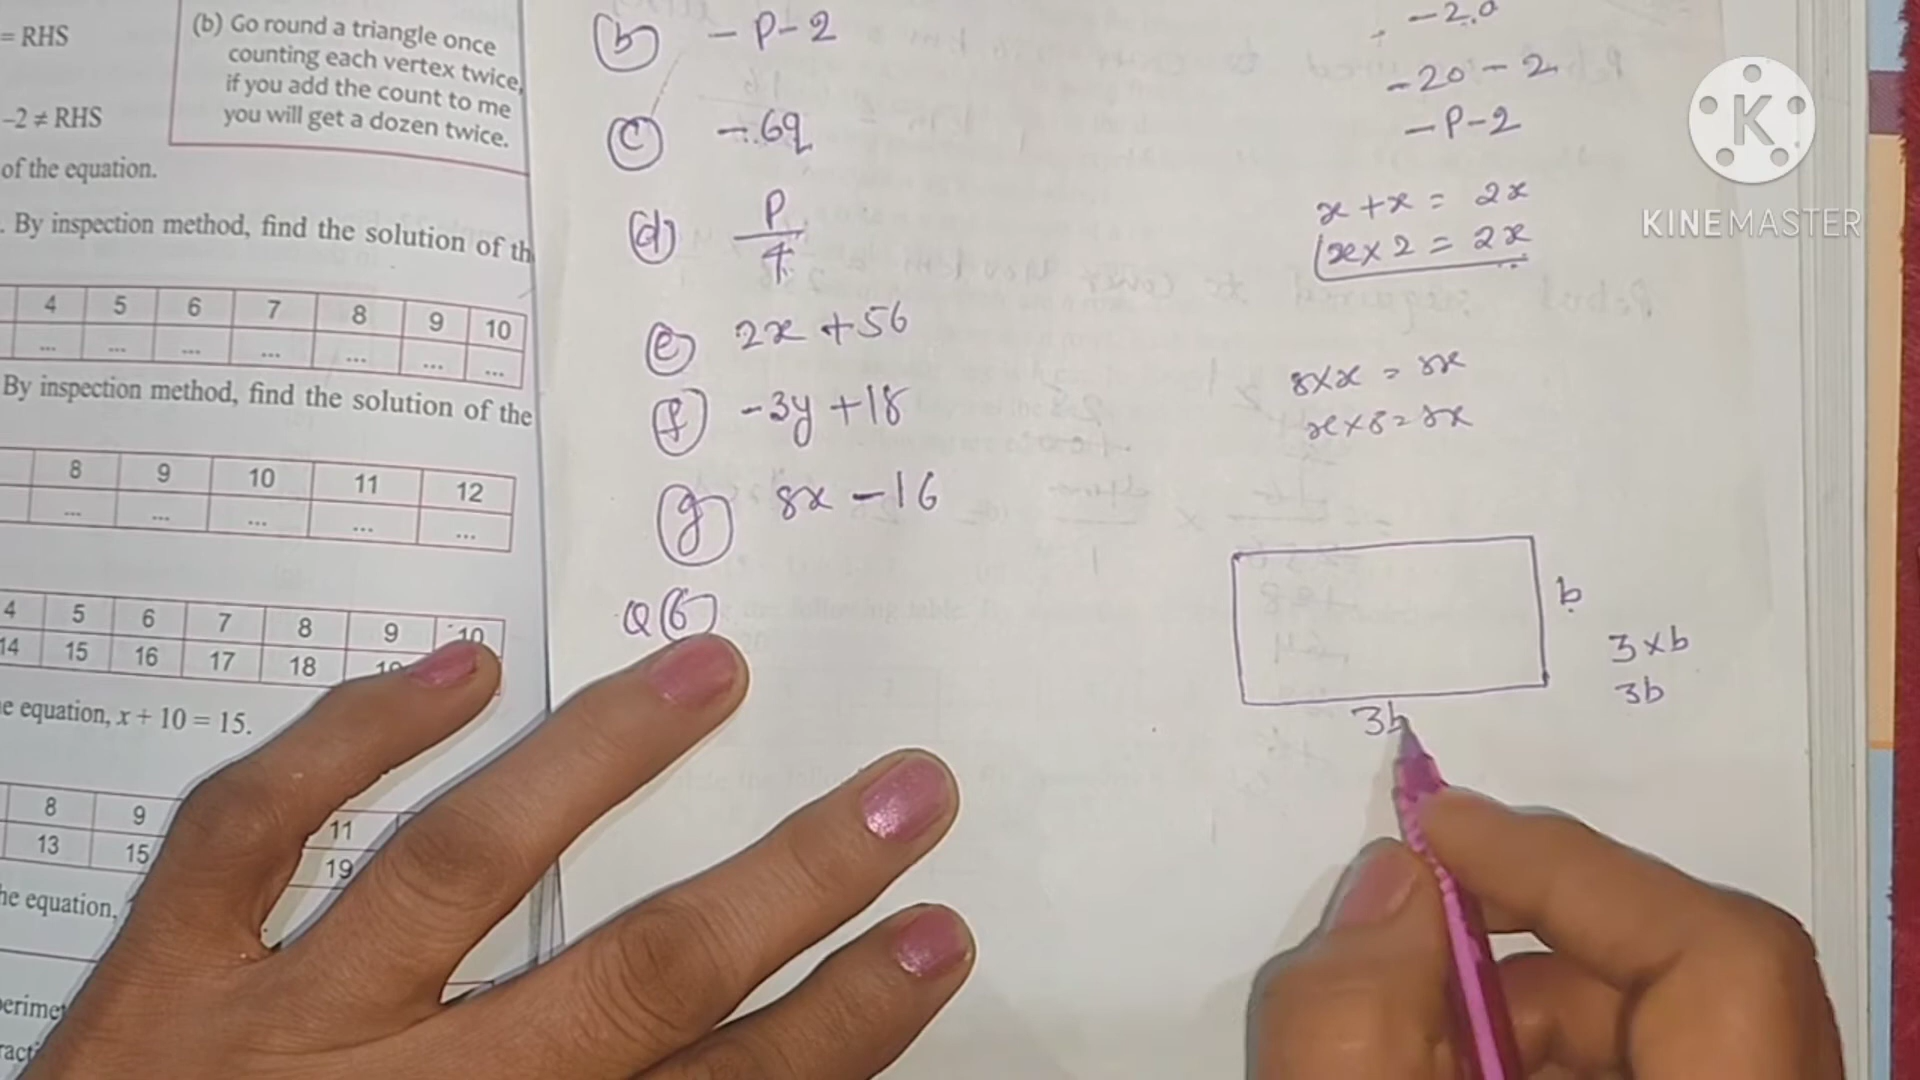 = RHS
–2 ≠ RHS
of the equation.
(b) Go round a triangle once
counting each vertex twice,
if you add the count to me
you will get a dozen twice.
. By inspection method, find the solution of th
4 5 6 7 8 9 10
... ... ... ... ... ... ...
By inspection method, find the solution of the
8 9 10 11 12
... ... ... ... ...
4 5 6 7 8 9 10
14 15 16 17 18 19
e equation, x + 10 = 15.
8 9 11
13 15 19
he equation,
(b) - P - 2
(c) - 6q
(d) P/4
(e) 2x + 56
(f) -3y + 18
(g) 8x - 16
Q(6)
-20
-20 - 2
- P - 2
x + x = 2x
x × 2 = 2x
8 × x = 8x
x × 8 = 8x
b
3 × b
3b
3b
K
KINEMASTER